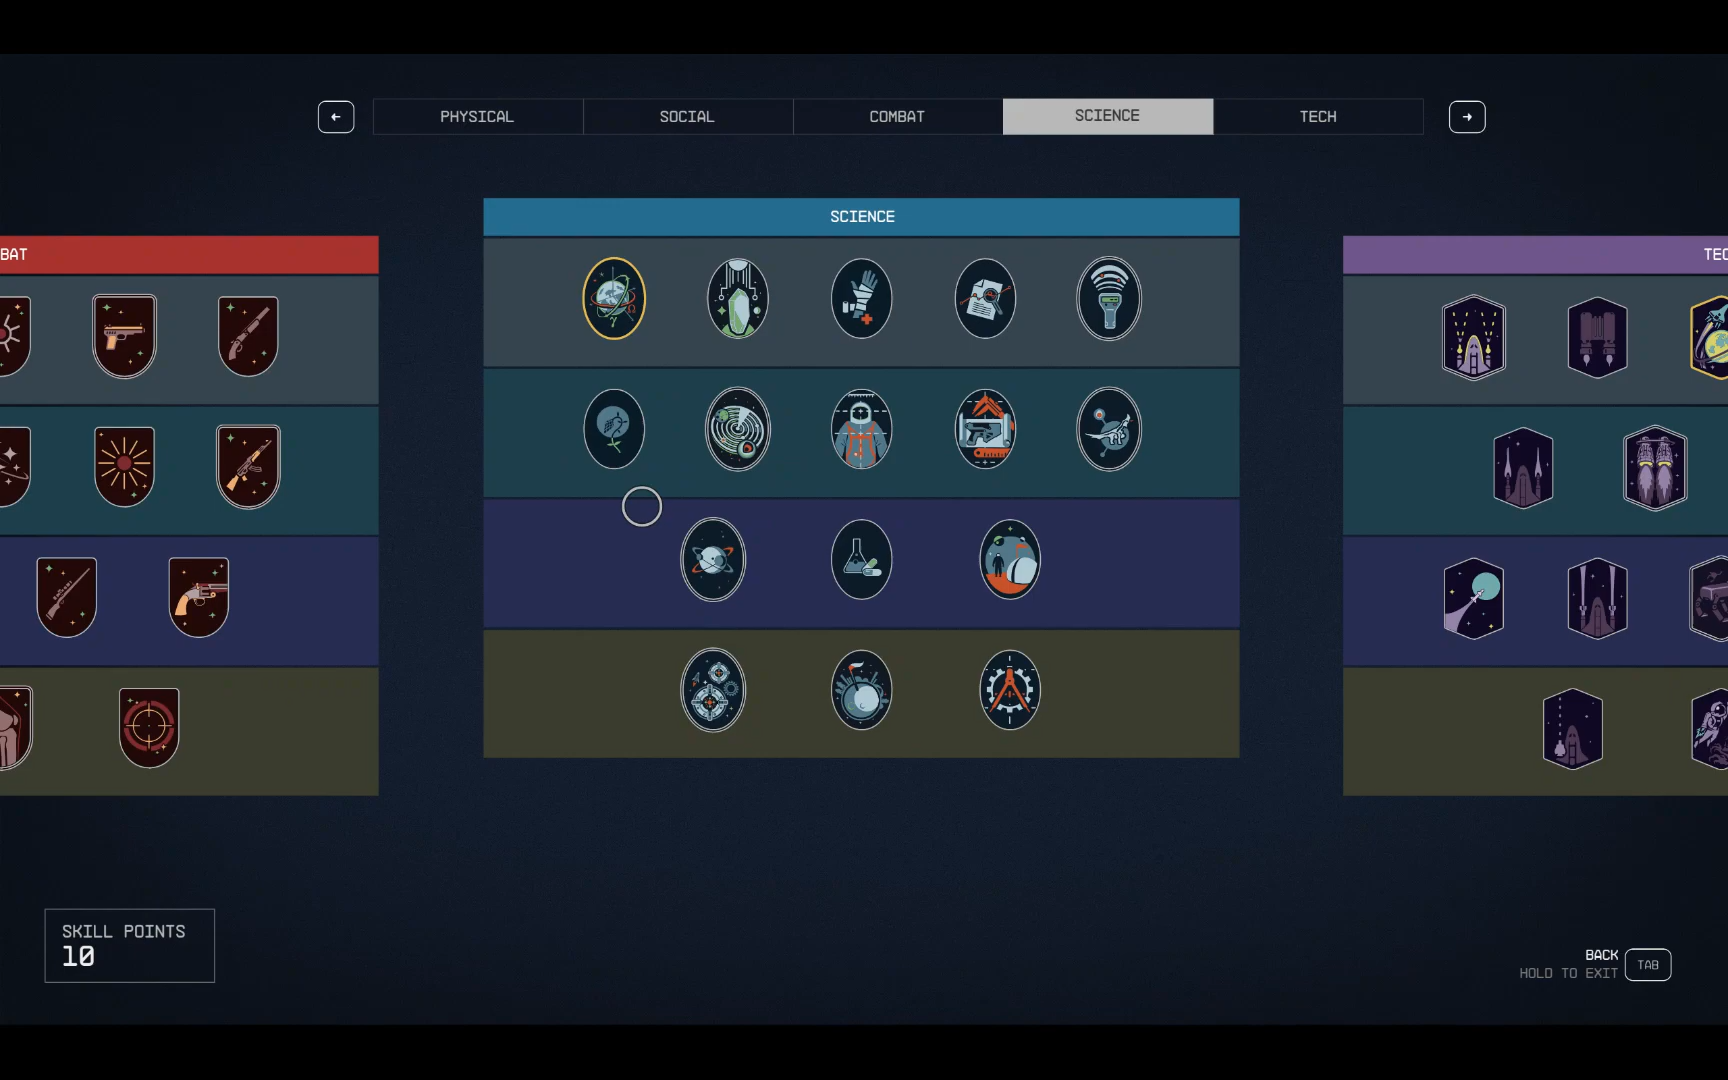 ←
PHYSICAL
SOCIAL
COMBAT
SCIENCE
TECH
→
SCIENCE
BAT
TEC
SKILL POINTS
10
BACK
HOLD TO EXIT
TAB